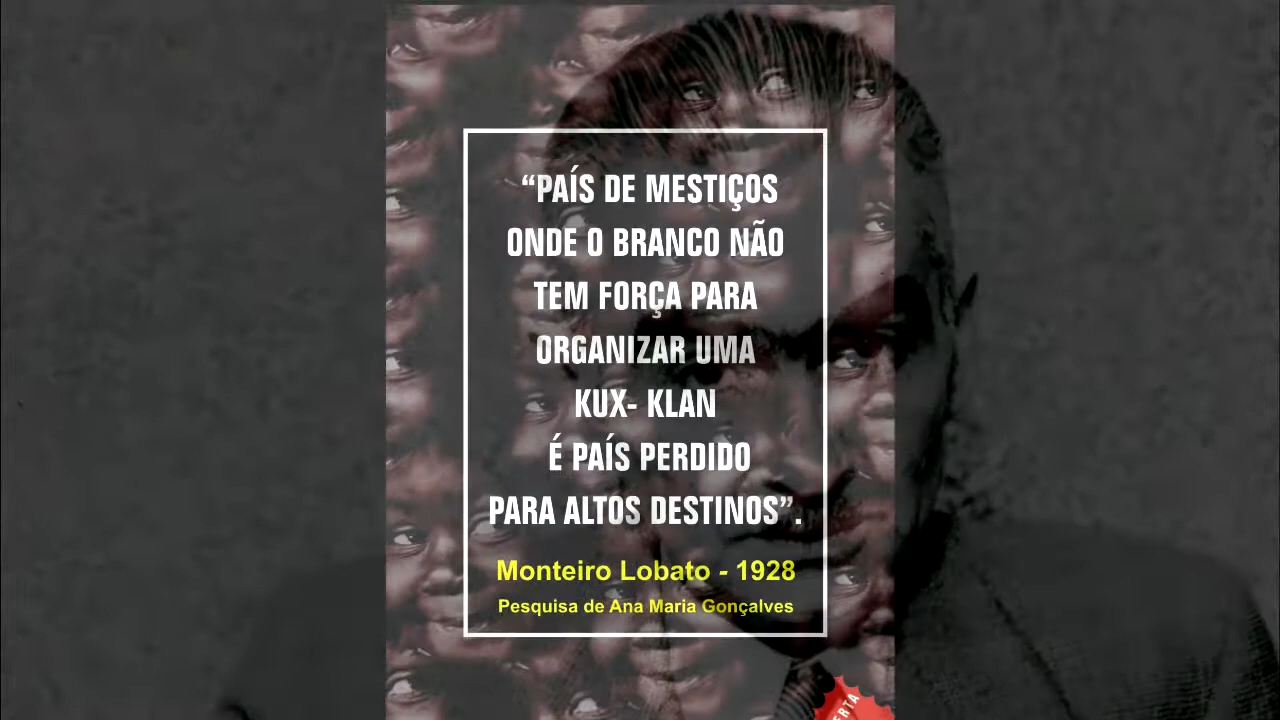 “PAÍS DE MESTIÇOS
ONDE O BRANCO NÃO
TEM FORÇA PARA
ORGANIZAR UMA
KUX- KLAN
É PAÍS PERDIDO
PARA ALTOS DESTINOS”.
Monteiro Lobato - 1928
Pesquisa de Ana Maria Gonçalves